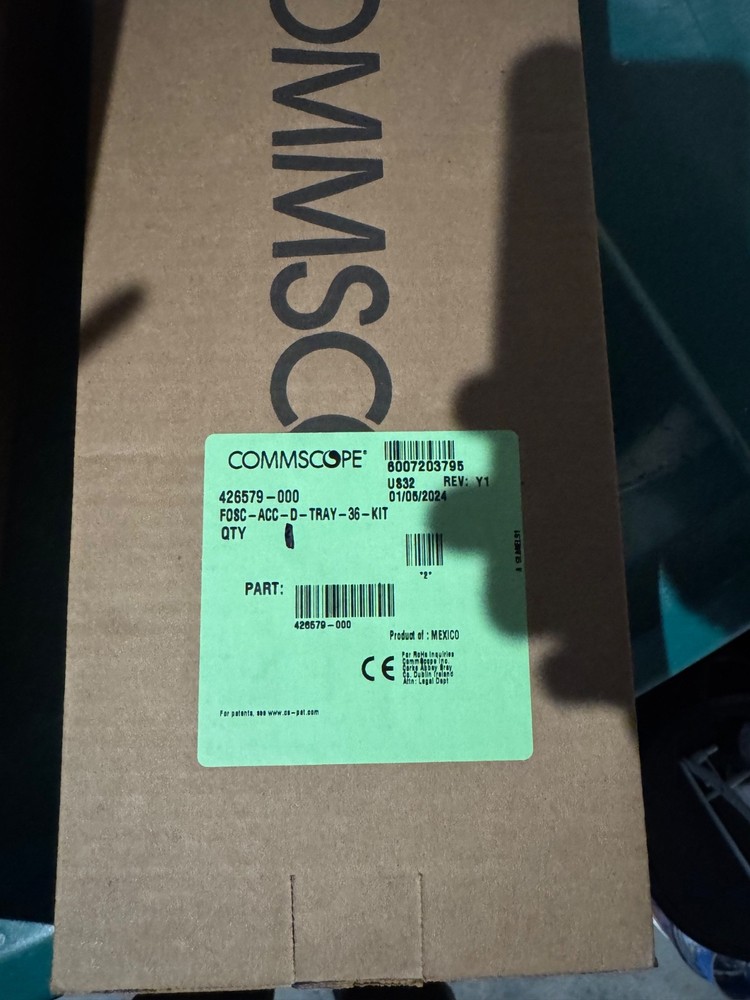 OMMSCO
COMMSCOPE®
6007203795
US32 REV: Y1
426579-000
01/05/2024
FOSC-ACC-D-TRAY-36-KIT
QTY
"2"
PART:
426579-000
Product of : MEXICO
CE
For RoHs Inquiries
CommScope Inc.
Corke Abbey Bray
Co. Dublin Ireland
Attn: Legal Dept
For patents, see www.cs-pat.com